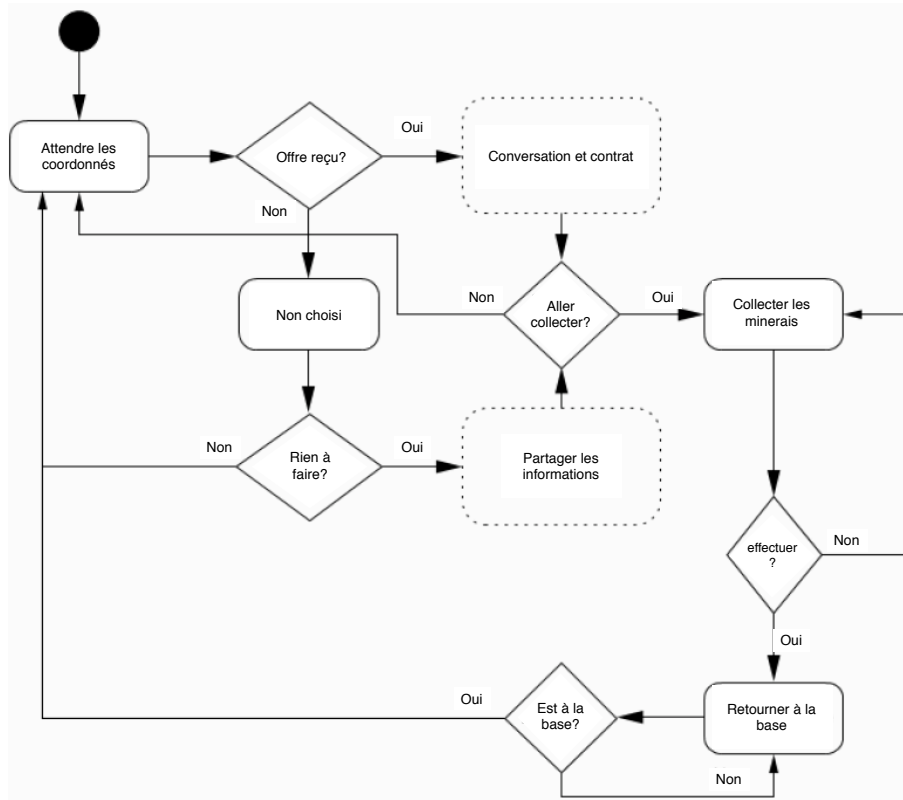 Attendre les
coordonnés
Offre reçu?
Oui
Conversation et contrat
Non
Non choisi
Non
Aller
collecter?
Oui
Collecter les
minerais
Non
Rien à
faire?
Oui
Partager les
informations
effectuer
?
Non
Oui
Oui
Est à la
base?
Retourner à la
base
Non